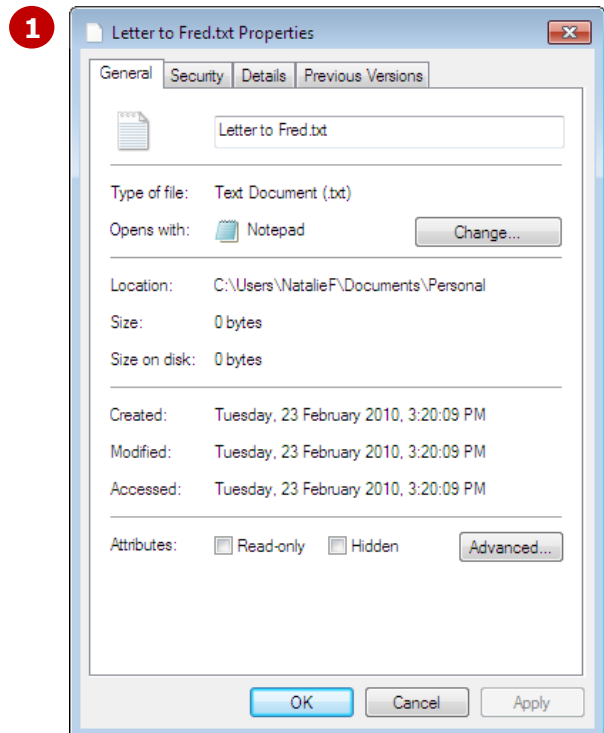 1
Letter to Fred.txt Properties
General Security Details Previous Versions
Letter to Fred.txt
Type of file: Text Document (.txt)
Opens with: Notepad Change...
Location: C:\Users\NatalieF\Documents\Personal
Size: 0 bytes
Size on disk: 0 bytes
Created: Tuesday, 23 February 2010, 3:20:09 PM
Modified: Tuesday, 23 February 2010, 3:20:09 PM
Accessed: Tuesday, 23 February 2010, 3:20:09 PM
Attributes: Read-only Hidden Advanced...
OK Cancel Apply